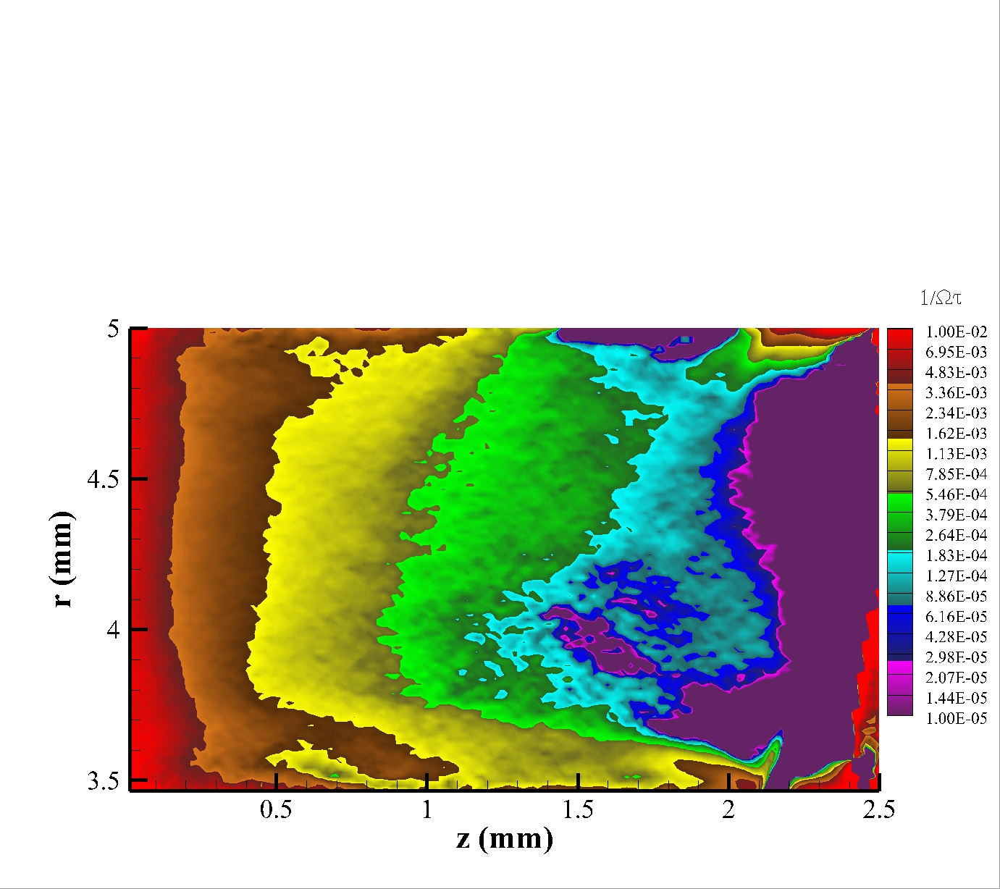 1/Ωτ
1.00E-02
6.95E-03
4.83E-03
3.36E-03
2.34E-03
1.62E-03
1.13E-03
7.85E-04
5.46E-04
3.79E-04
2.64E-04
1.83E-04
1.27E-04
8.86E-05
6.16E-05
4.28E-05
2.98E-05
2.07E-05
1.44E-05
1.00E-05
5
4.5
4
3.5
r (mm)
0.5 1 1.5 2 2.5
z (mm)